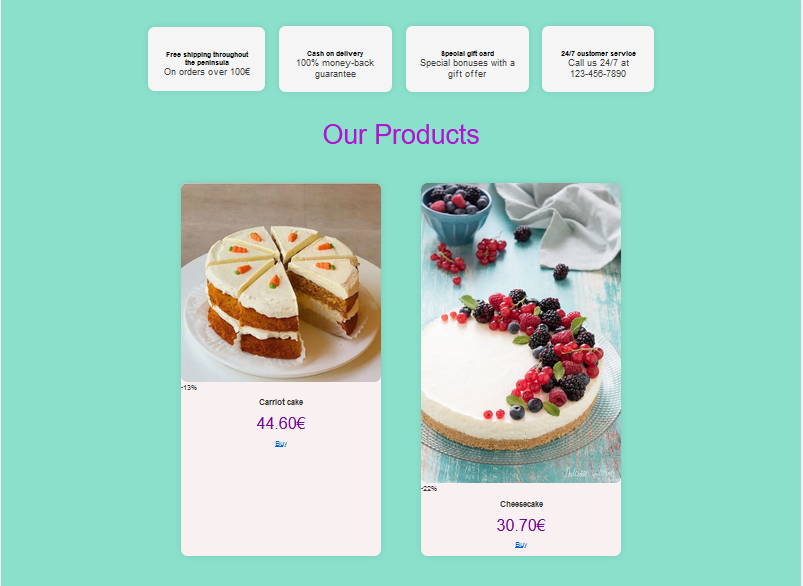 Free shipping throughout
the peninsula
On orders over 100€
Cash on delivery
100% money-back
guarantee
Special gift card
Special bonuses with a
gift offer
24/7 customer service
Call us 24/7 at
123-456-7890
Our Products
-13%
Carriot cake
44.60€
Buy
-22%
Cheesecake
30.70€
Buy